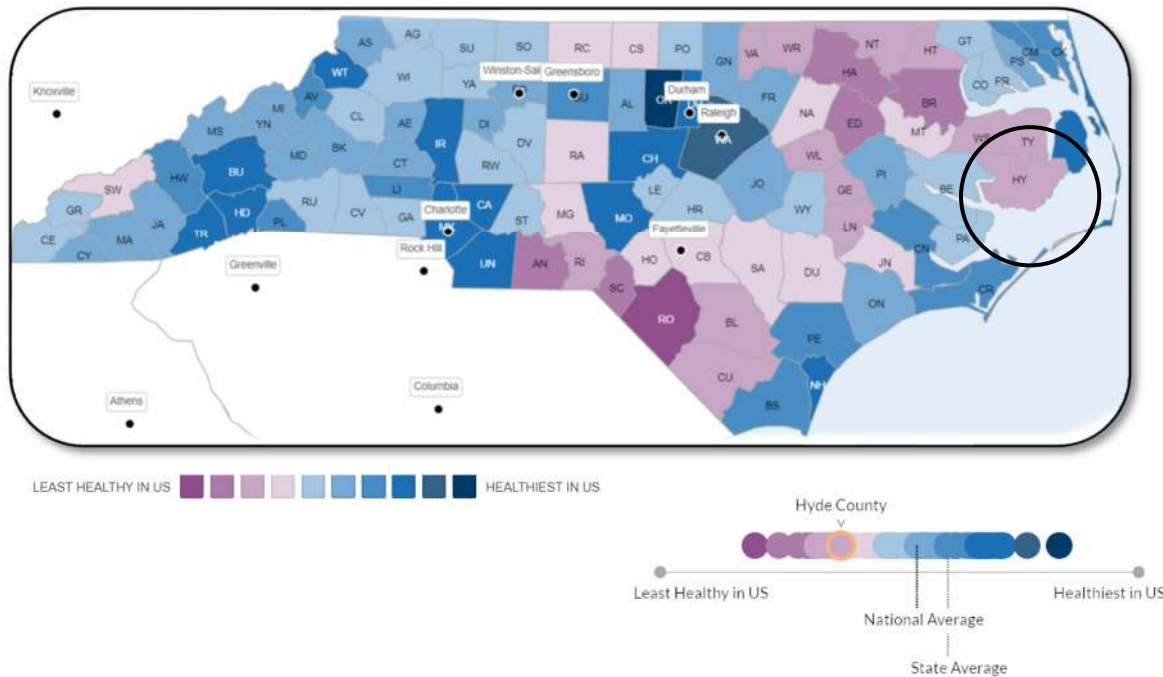 AS AG SU SO RC CS PO GN VA WR NT HT GT CM CK PS
WT WI YA Winston-Sal Greensboro GU AL OR Durham FR HA CO PR
Knoxville AV MI CL AE IR DI DV Raleigh NA ED BR MT
MS YN MD BK CT RW RA CH JO WL WS TY
SW HW BU LI CA LE HR WY GE PI BE HY
GR JA HD PL RU CV GA Charlotte ST MG MO LN PA
CE CY MA TR Rock Hill UN AN RI HO Fayetteville CB SA DU JN CN CR
Greenville SC RO BL ON
PE
CU NH
Athens Columbia BS
LEAST HEALTHY IN US HEALTHIEST IN US
Hyde County
Least Healthy in US Healthiest in US
National Average
State Average